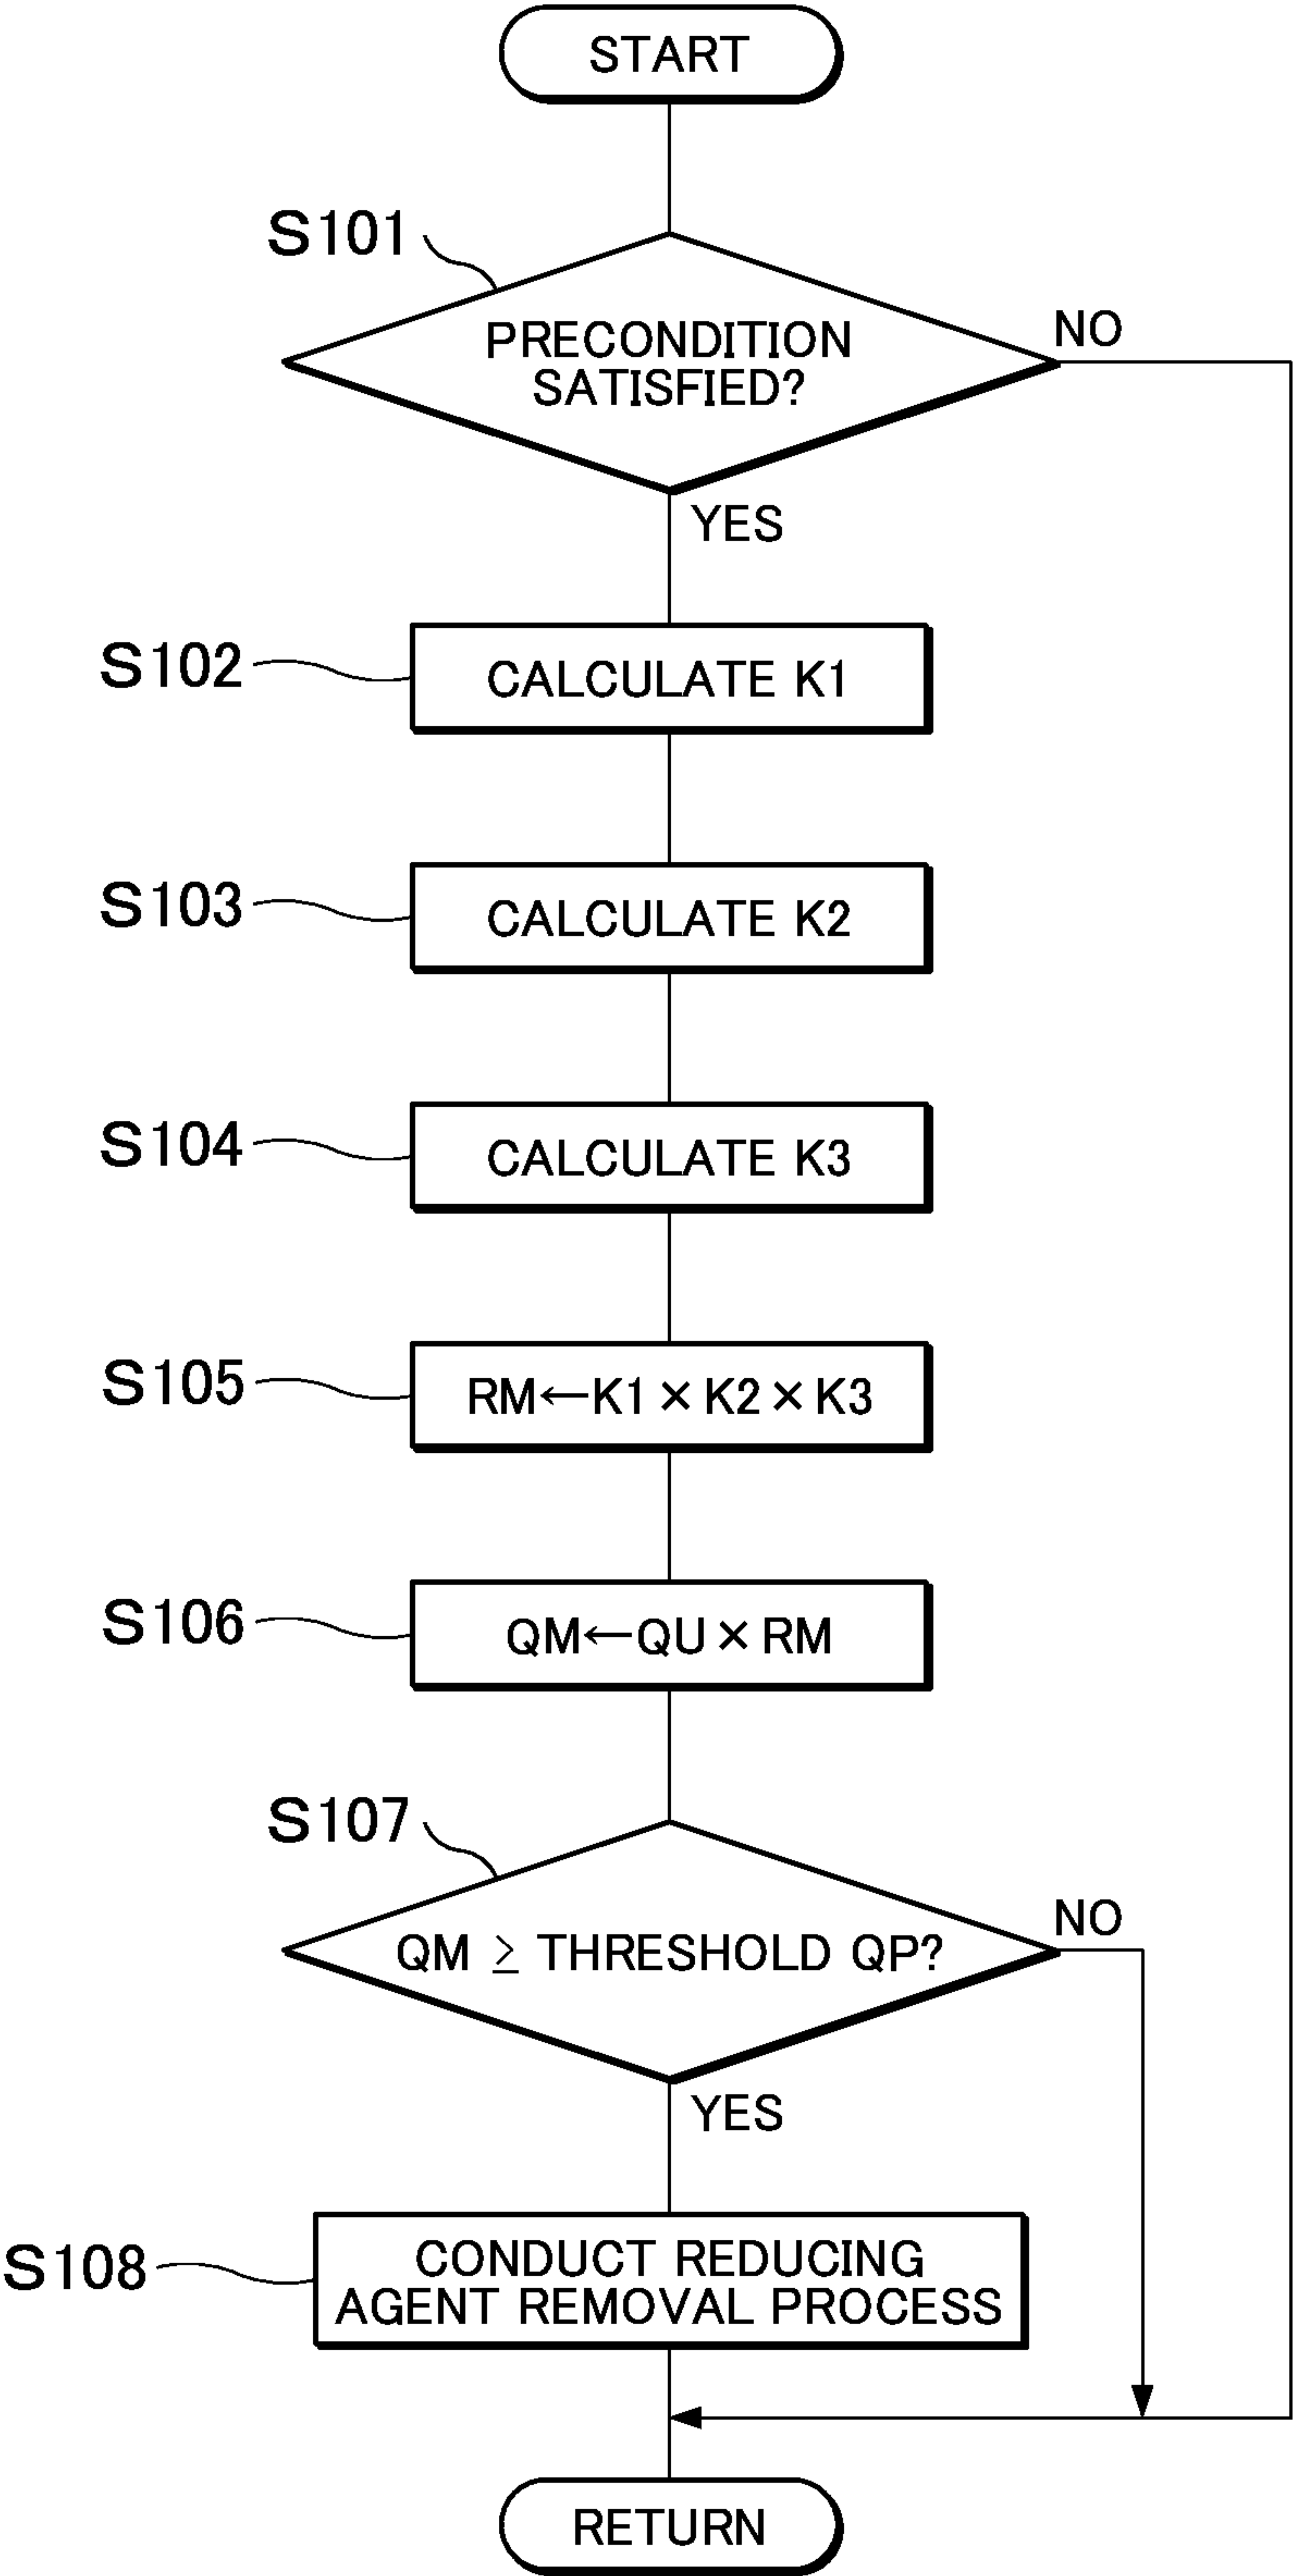 START
S101
PRECONDITION
SATISFIED?
NO
YES
S102
CALCULATE K1
S103
CALCULATE K2
S104
CALCULATE K3
S105
RM←K1×K2×K3
S106
QM←QU×RM
S107
QM ≥ THRESHOLD QP?
NO
YES
S108
CONDUCT REDUCING
AGENT REMOVAL PROCESS
RETURN